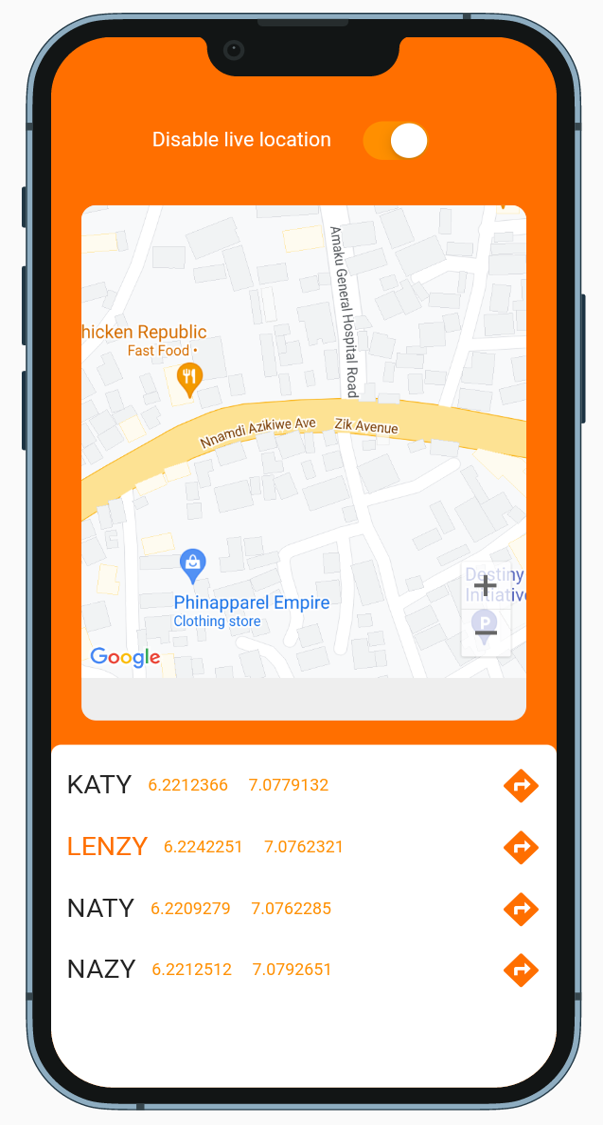 Disable live location
Amaku General Hospital Road
hicken Republic
Fast Food •
Nnamdi Azikiwe Ave
Zik Avenue
Destiny
Initiative
Phinapparel Empire
Clothing store
P
Google
KATY 6.2212366 7.0779132
LENZY 6.2242251 7.0762321
NATY 6.2209279 7.0762285
NAZY 6.2212512 7.0792651